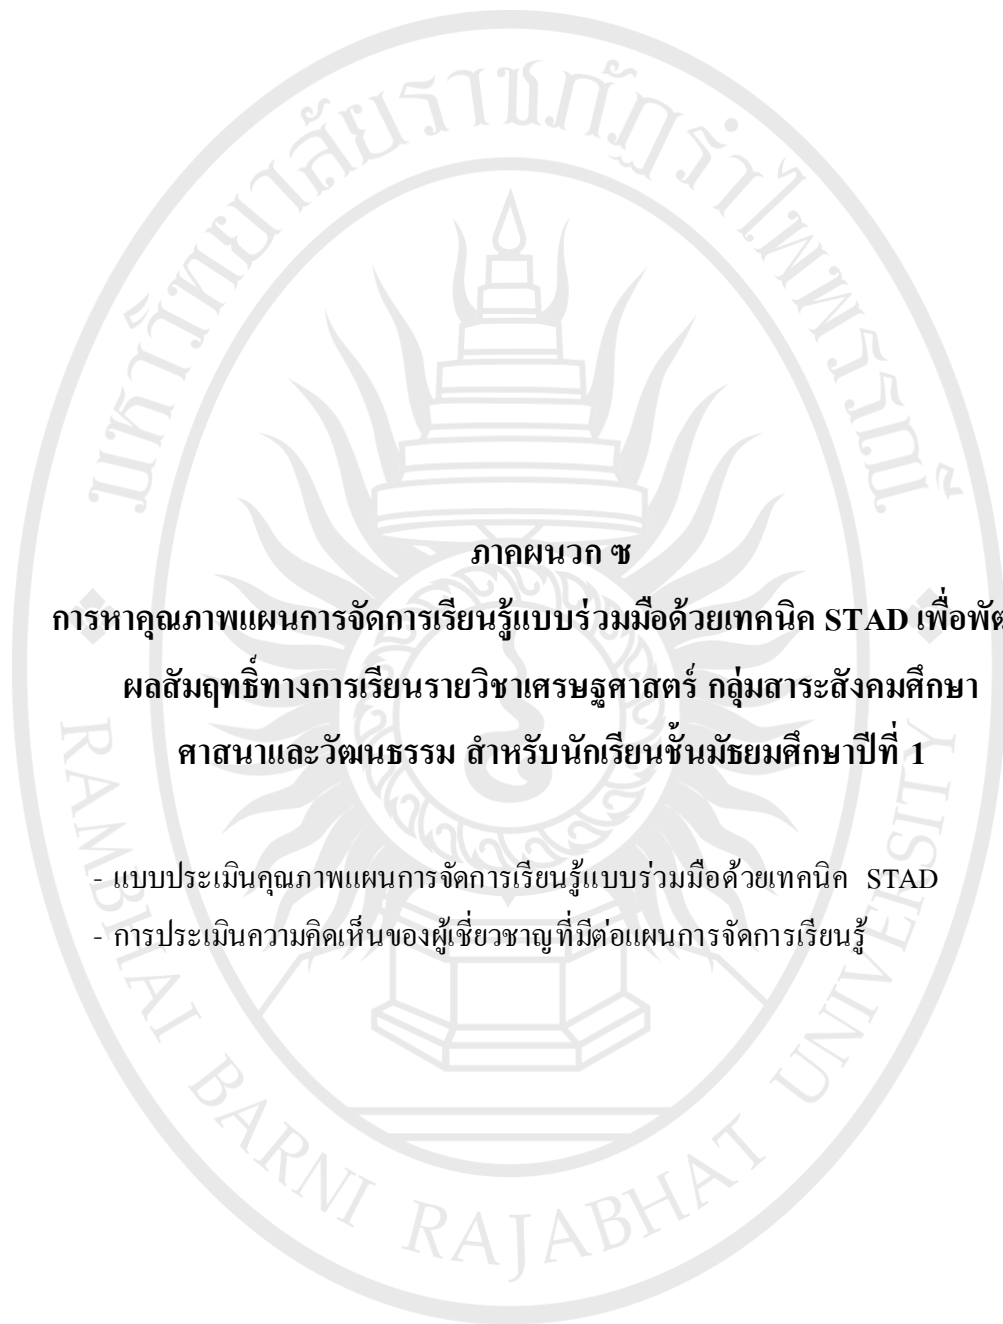 มหาวิทยาลัยราชภัฏรำไพพรรณี
ภาคผนวก ซ
การหาคุณภาพแผนการจัดการเรียนรู้แบบร่วมมือด้วยเทคนิค STAD เพื่อพัต
ผลสัมฤทธิ์ทางการเรียนรายวิชาเศรษฐศาสตร์ กลุ่มสาระสังคมศึกษา
ศาสนาและวัฒนธรรม สำหรับนักเรียนชั้นมัธยมศึกษาปีที่ 1
- แบบประเมินคุณภาพแผนการจัดการเรียนรู้แบบร่วมมือด้วยเทคนิค STAD
- การประเมินความคิดเห็นของผู้เชี่ยวชาญที่มีต่อแผนการจัดการเรียนรู้
RAMBHAI BARNI RAJABHAT UNIVERSITY